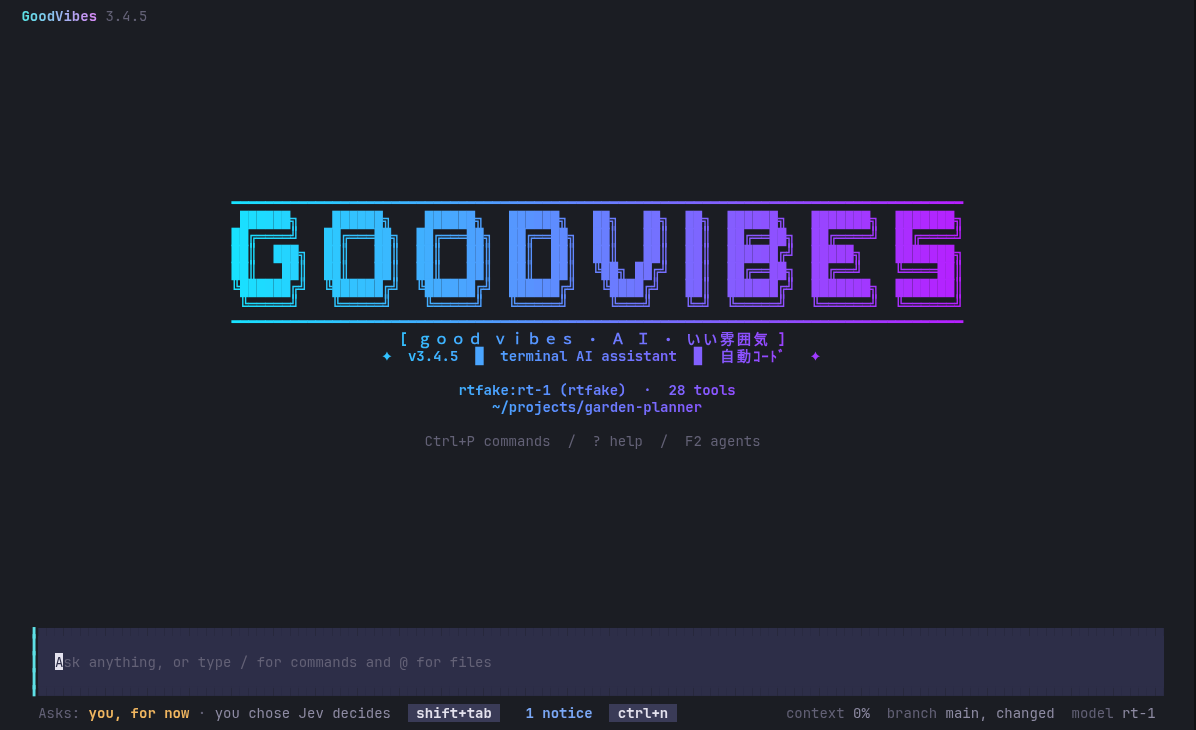 GoodVibes 3.4.5
GOODVIBES
[ good vibes · AI · いい雰囲気 ]
✦ v3.4.5 █ terminal AI assistant █ 自動ｺｰﾄﾞ ✦
rtfake:rt-1 (rtfake) · 28 tools
~/projects/garden-planner
Ctrl+P commands / ? help / F2 agents
Ask anything, or type / for commands and @ for files
Asks: you, for now · you chose Jev decides shift+tab 1 notice ctrl+n context 0% branch main, changed model rt-1